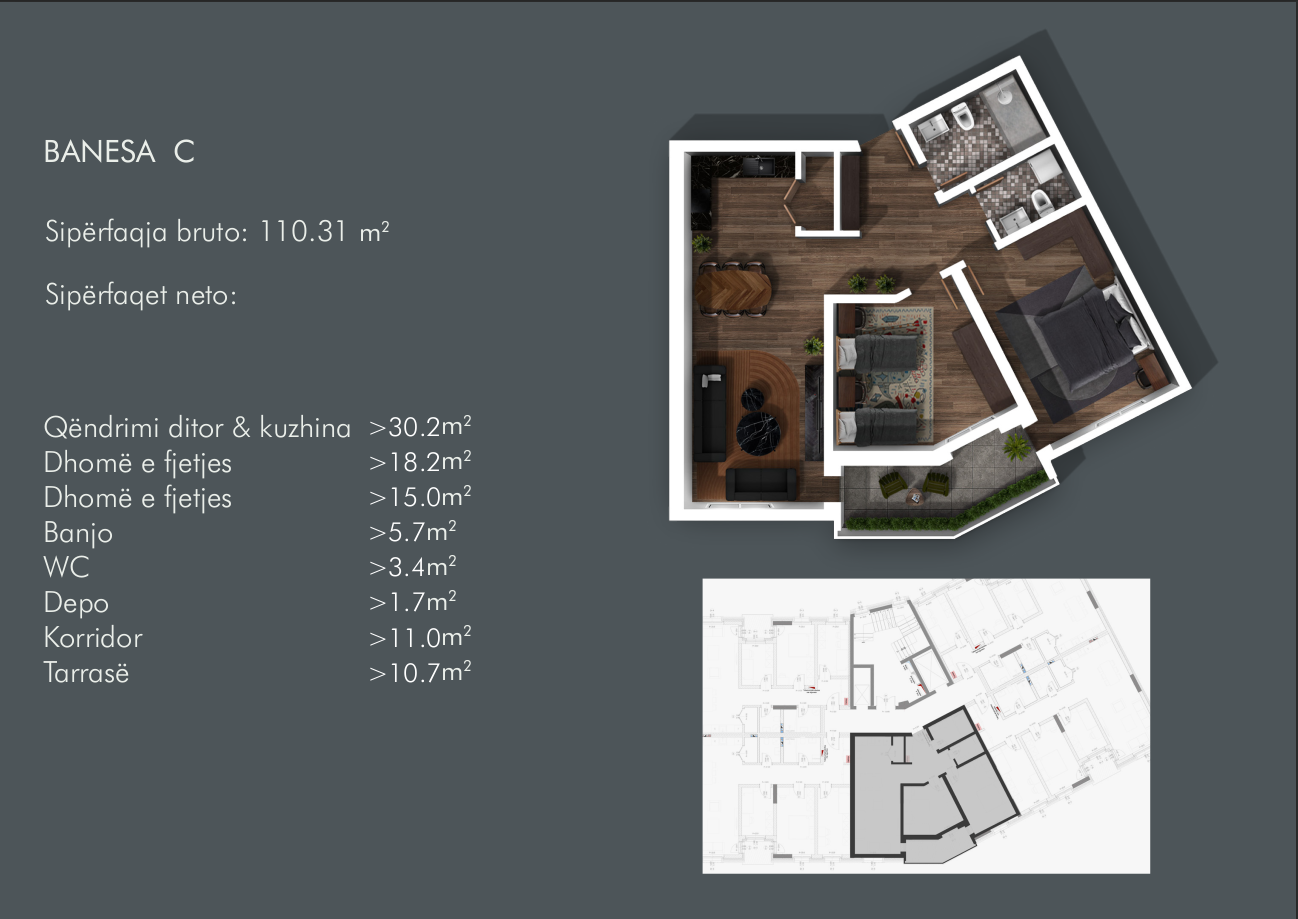 BANESA C
Sipërfaqja bruto: 110.31 m²
Sipërfaqet neto:
Qëndrimi ditor & kuzhina >30.2m²
Dhomë e fjetjes >18.2m²
Dhomë e fjetjes >15.0m²
Banjo >5.7m²
WC >3.4m²
Depo >1.7m²
Korridor >11.0m²
Tarrasë >10.7m²